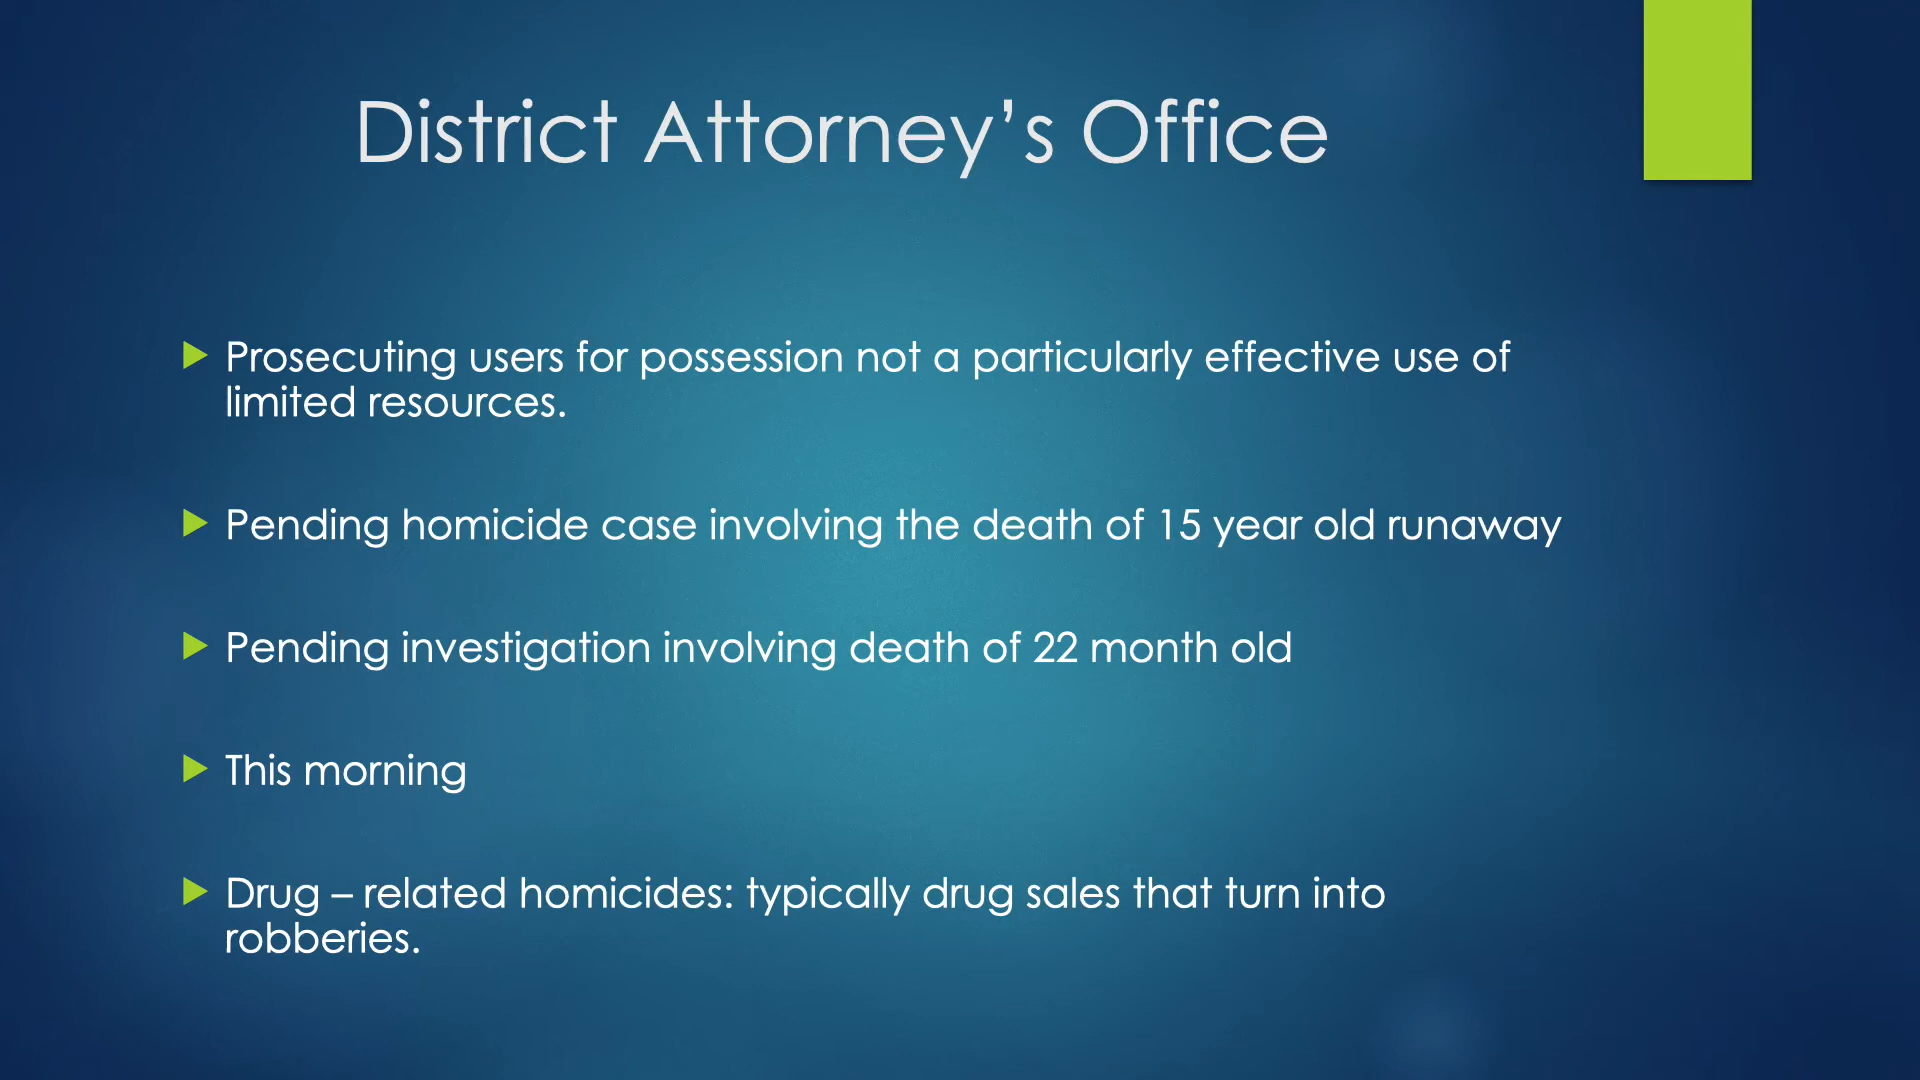 District Attorney’s Office
Prosecuting users for possession not a particularly effective use of
limited resources.
Pending homicide case involving the death of 15 year old runaway
Pending investigation involving death of 22 month old
This morning
Drug – related homicides: typically drug sales that turn into
robberies.